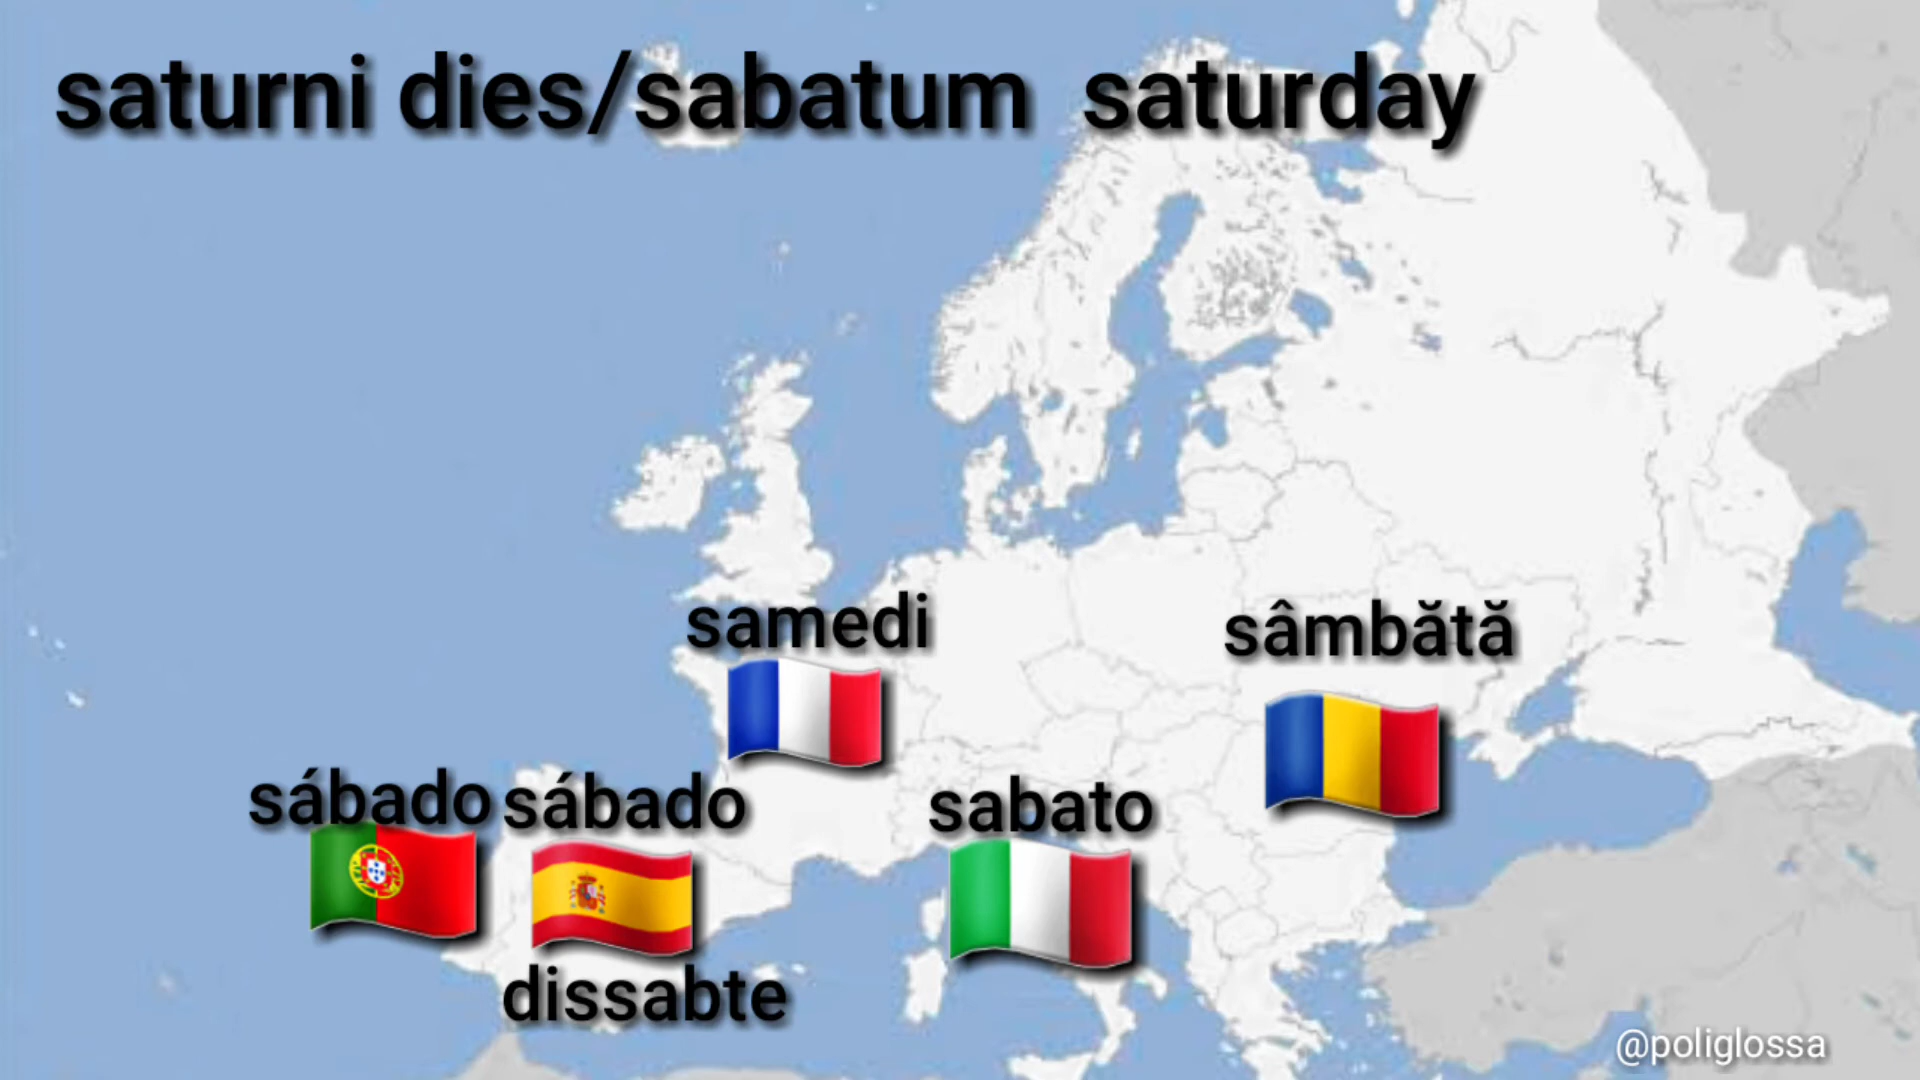 saturni dies/sabatum saturday
samedi
sâmbătă
sábado sábado
sabato
dissabte
@poliglossa